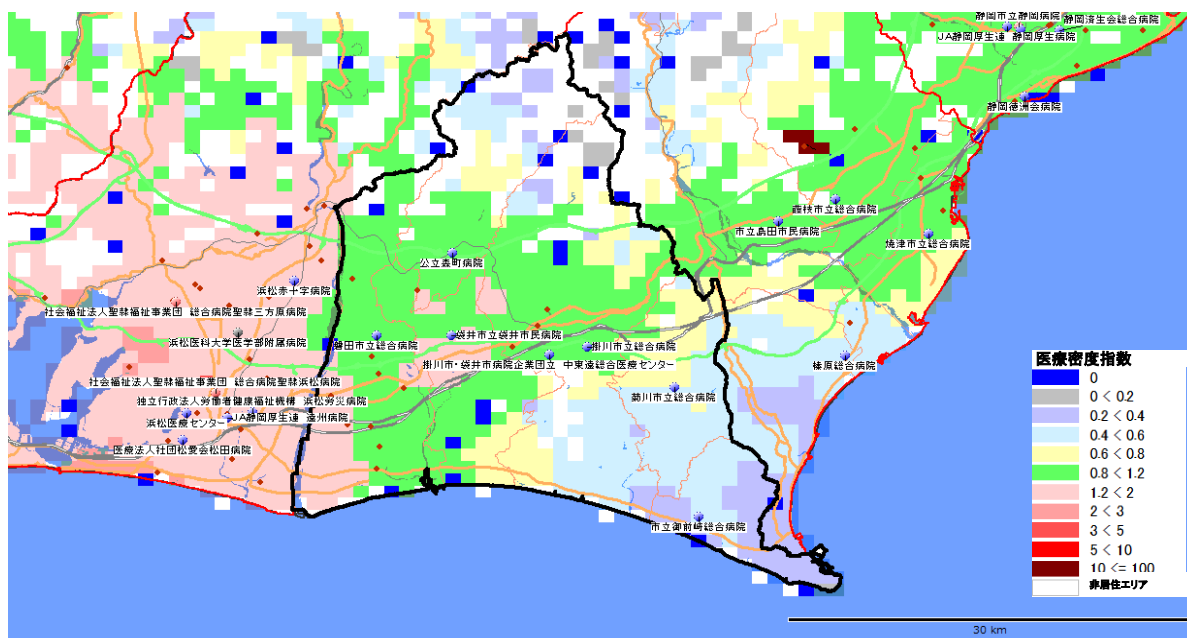 静岡市立静岡病院
静岡済生会総合病院
JA静岡厚生連 静岡厚生病院
静岡徳洲会病院
藤枝市立総合病院
市立島田市民病院
焼津市立総合病院
公立森町病院
浜松赤十字病院
社会福祉法人聖隷福祉事業団 総合病院聖隷三方原病院
浜松医科大学医学部附属病院
磐田市立総合病院
袋井市立袋井市民病院
掛川市立総合病院
掛川市・袋井市病院企業団立 中東遠総合医療センター
榛原総合病院
社会福祉法人聖隷福祉事業団 総合病院聖隷浜松病院
菊川市立総合病院
独立行政法人労働者健康福祉機構 浜松労災病院
JA静岡厚生連 遠州病院
浜松医療センター
医療法人社団松愛会松田病院
市立御前崎総合病院
医療密度指数
0
0 < 0.2
0.2 < 0.4
0.4 < 0.6
0.6 < 0.8
0.8 < 1.2
1.2 < 2
2 < 3
3 < 5
5 < 10
10 <= 100
非居住エリア
30 km